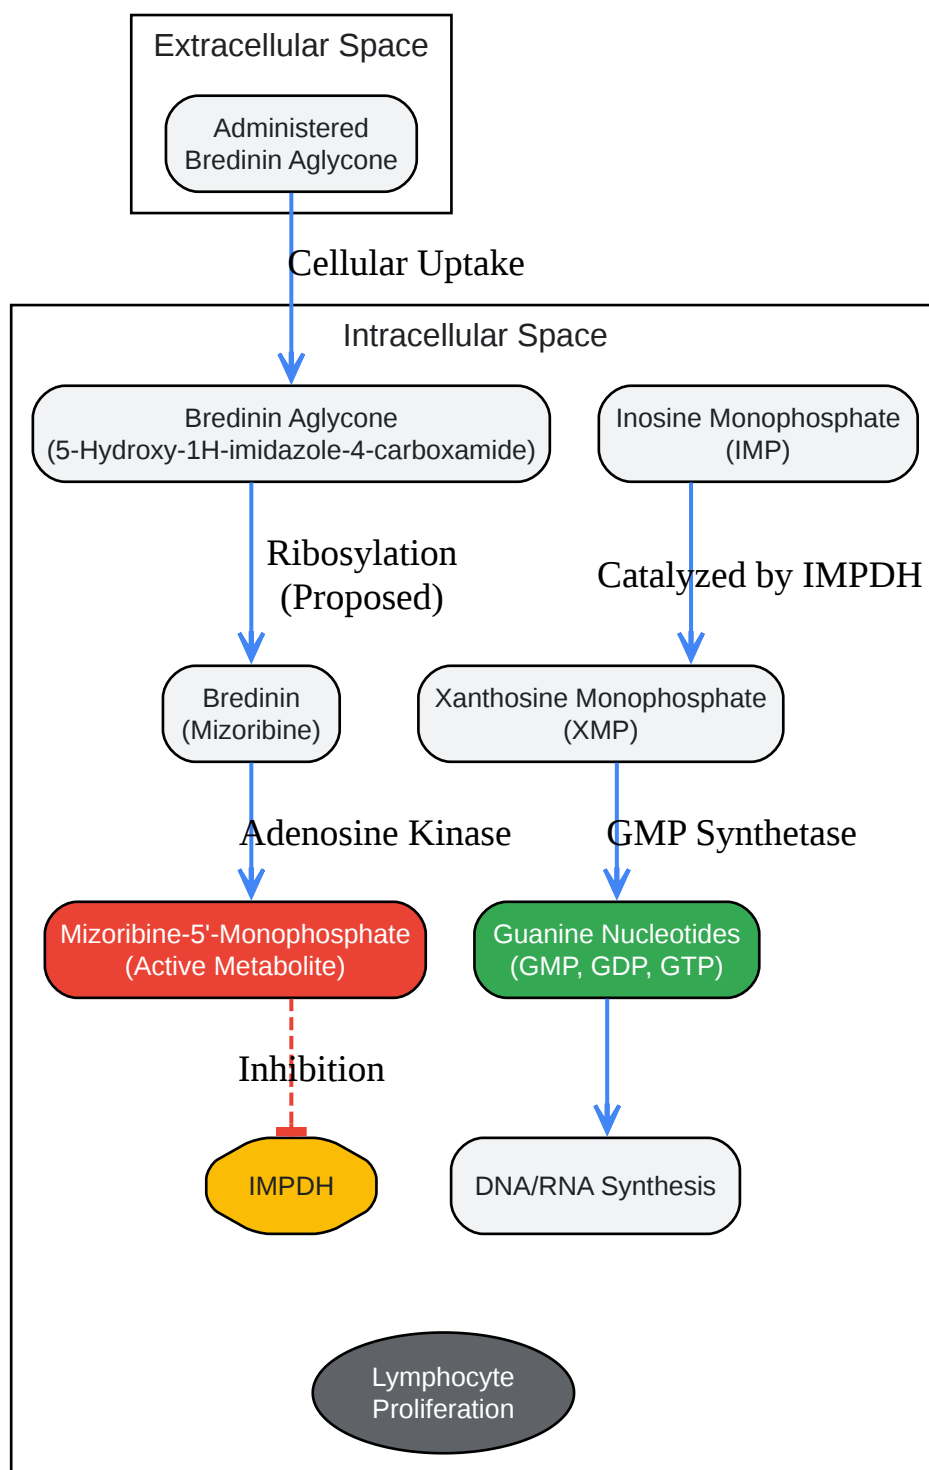 Extracellular Space
Administered
Bredinin Aglycone
Cellular Uptake
Intracellular Space
Bredinin Aglycone
(5-Hydroxy-1H-imidazole-4-carboxamide)
Inosine Monophosphate
(IMP)
Ribosylation
(Proposed)
Catalyzed by IMPDH
Bredinin
(Mizoribine)
Xanthosine Monophosphate
(XMP)
Adenosine Kinase
GMP Synthetase
Mizoribine-5'-Monophosphate
(Active Metabolite)
Guanine Nucleotides
(GMP, GDP, GTP)
Inhibition
IMPDH
DNA/RNA Synthesis
Lymphocyte
Proliferation